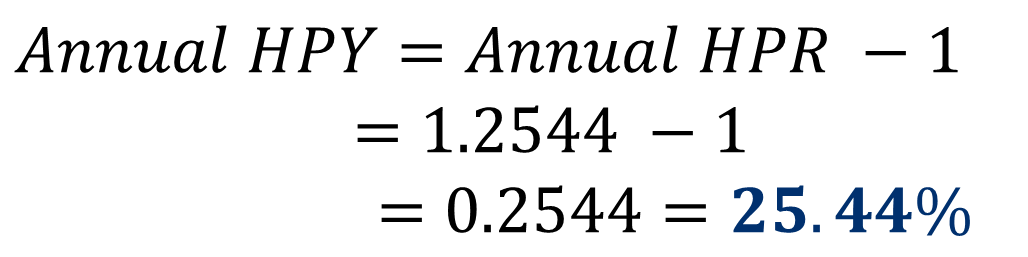 Annual HPY = Annual HPR − 1
= 1.2544 − 1
= 0.2544 = 25.44%